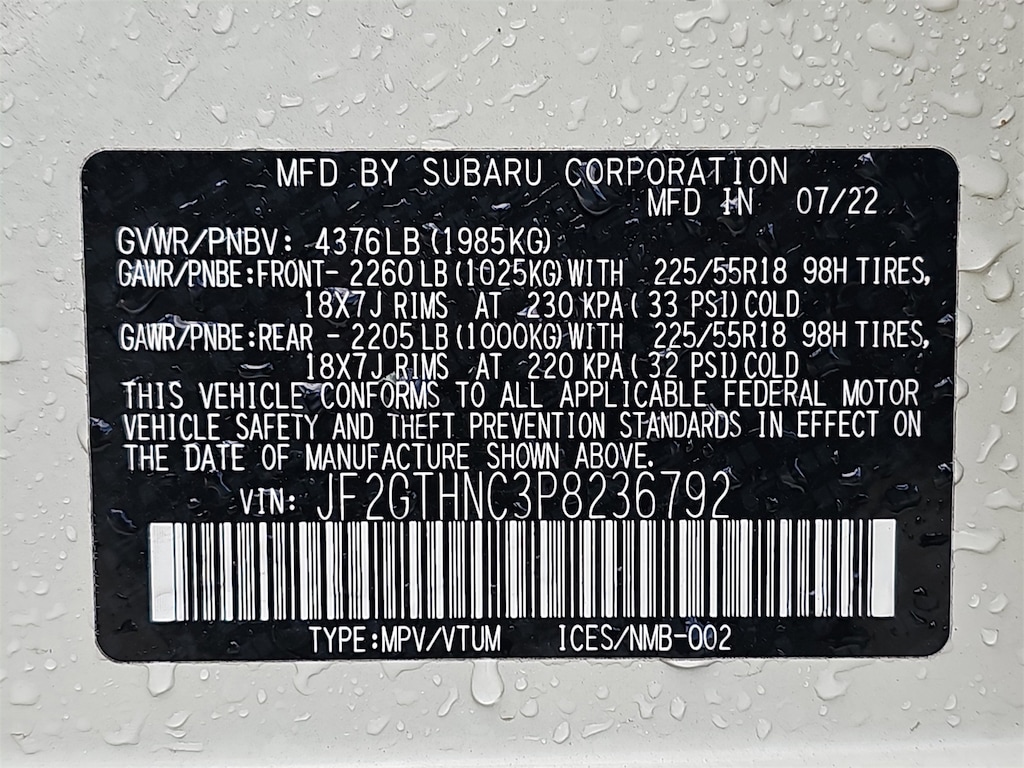 MFD BY SUBARU CORPORATION
MFD IN 07/22
GVWR/PNBV: 4376LB (1985KG)
GAWR/PNBE:FRONT- 2260 LB (1025KG) WITH 225/55R18 98H TIRES,
18X7J RIMS AT 230 KPA ( 33 PSI) COLD
GAWR/PNBE:REAR - 2205 LB (1000KG) WITH 225/55R18 98H TIRES,
18X7J RIMS AT 220 KPA ( 32 PSI) COLD
THIS VEHICLE CONFORMS TO ALL APPLICABLE FEDERAL MOTOR
VEHICLE SAFETY AND THEFT PREVENTION STANDARDS IN EFFECT ON
THE DATE OF MANUFACTURE SHOWN ABOVE.
VIN: JF2GTHNC3P8236792
TYPE:MPV/VTUM ICES/NMB-002